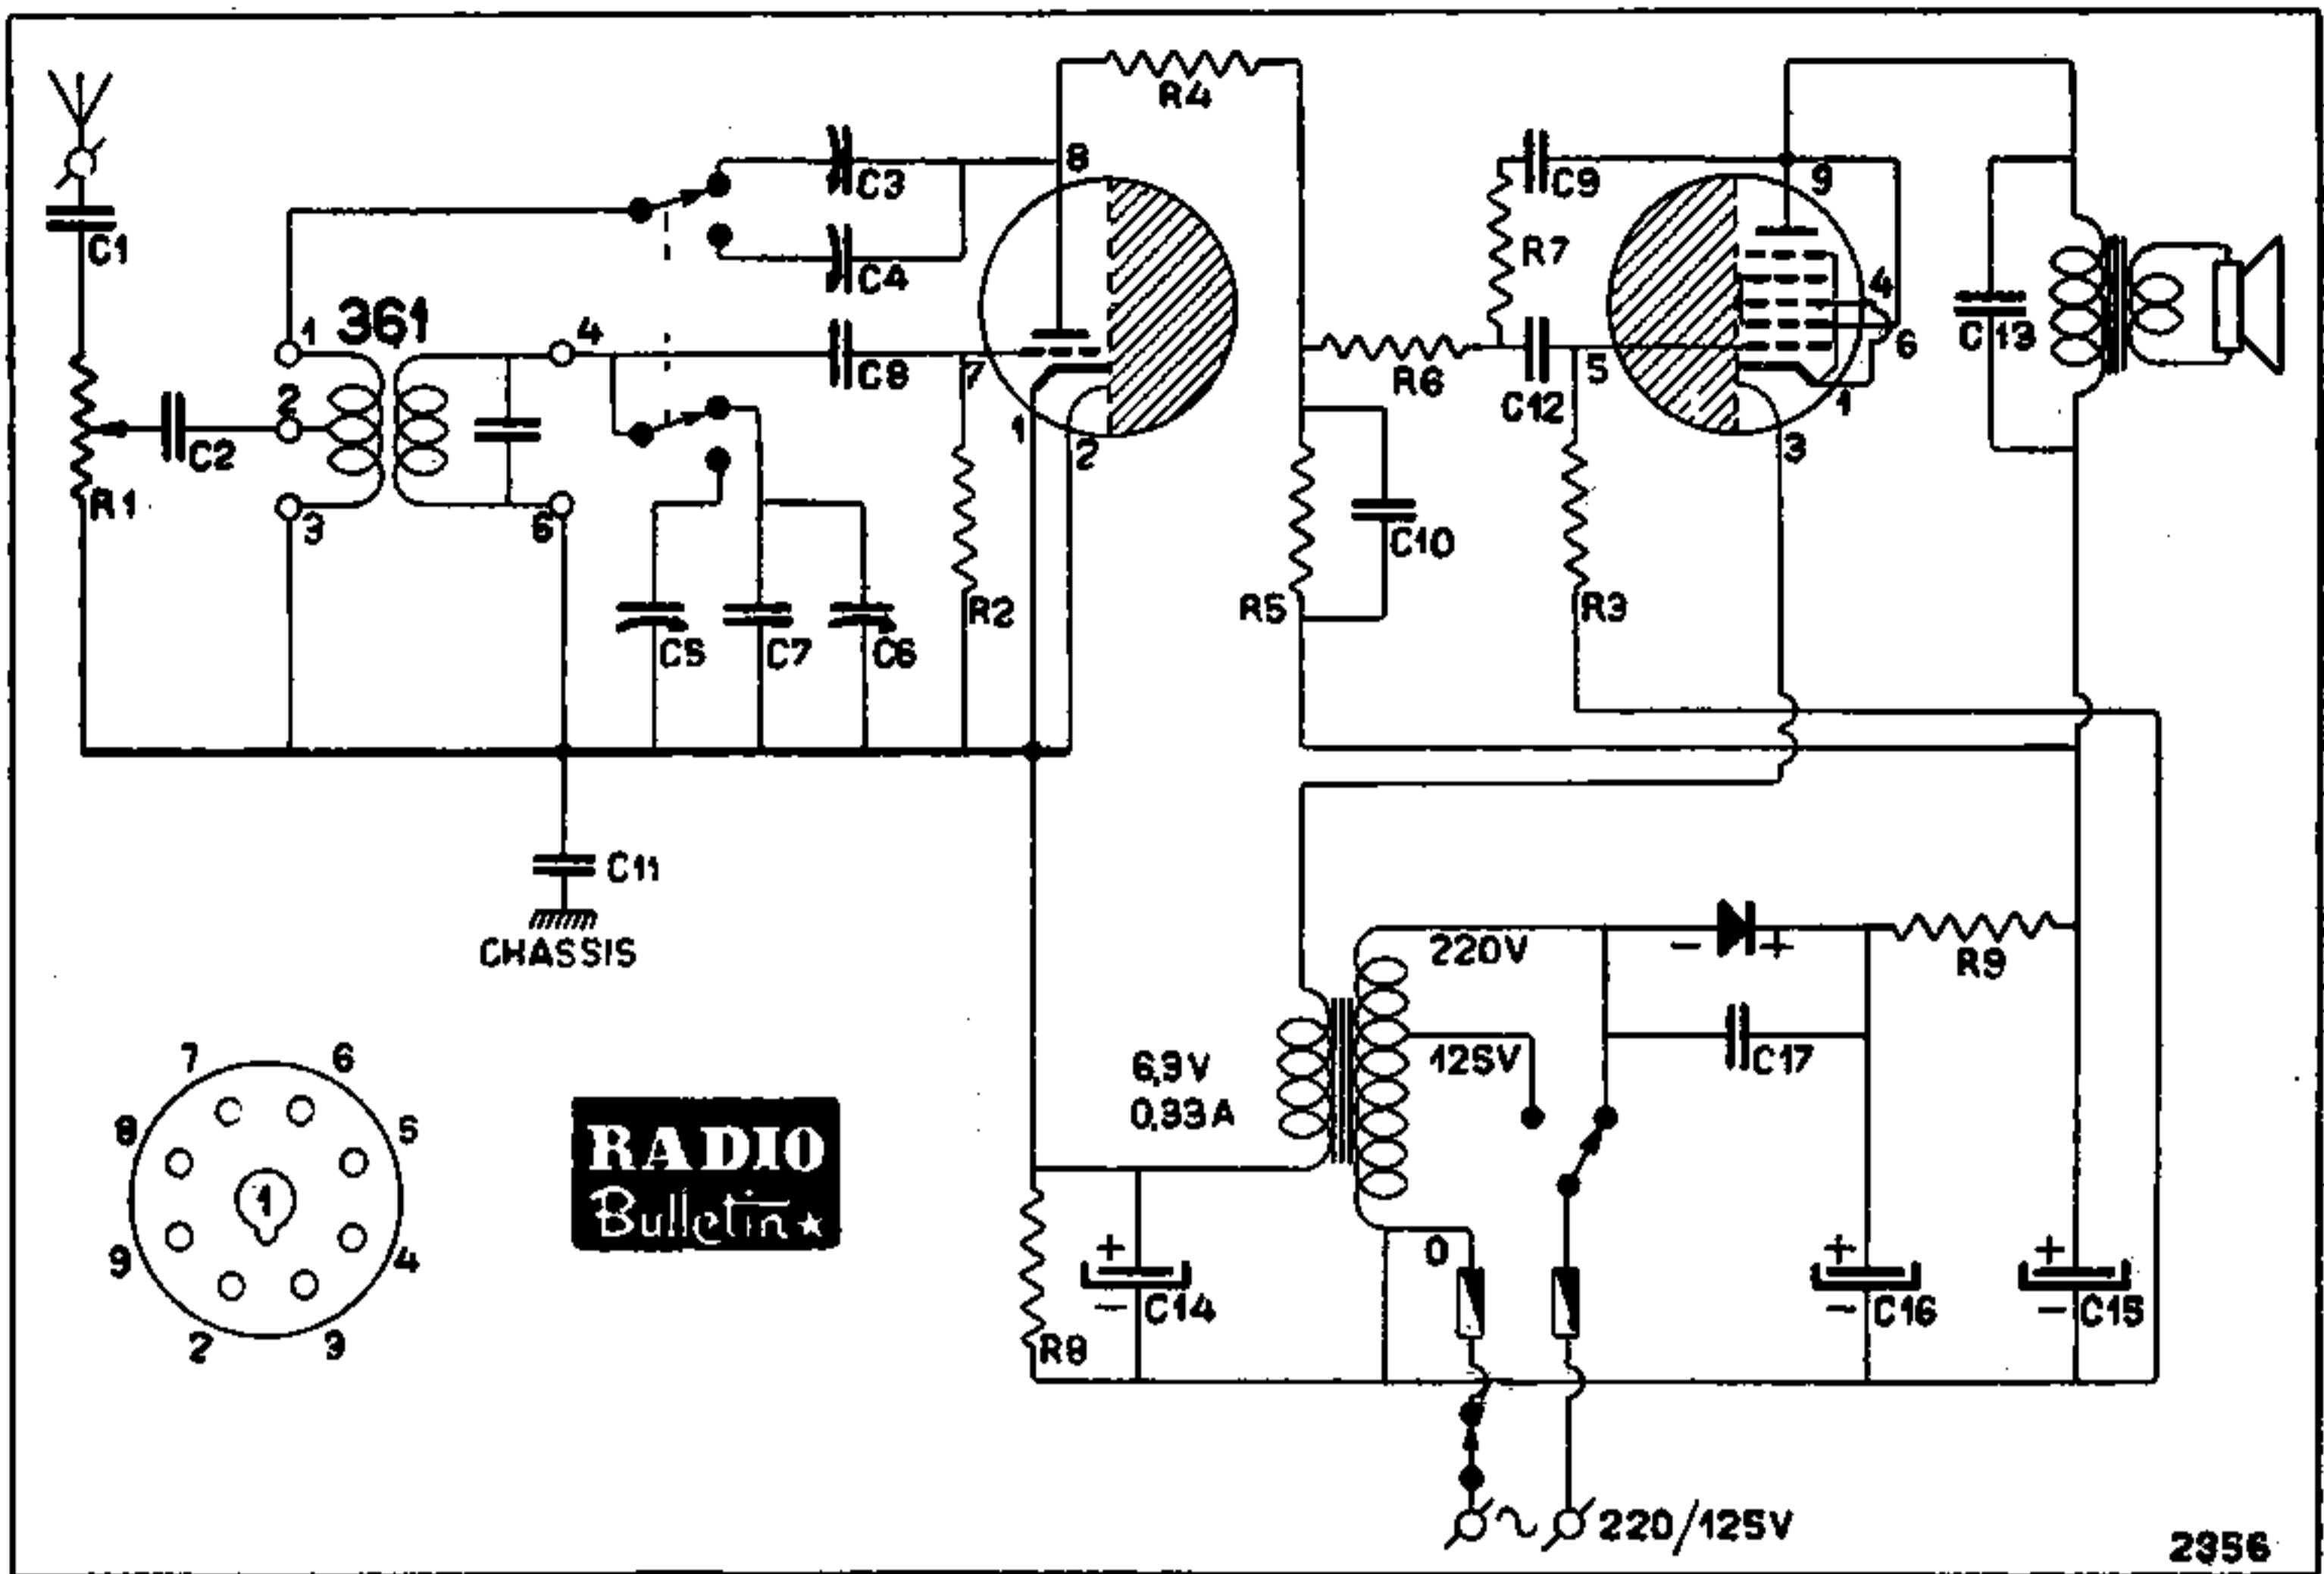 R4
8
C3
C1
C4
C9
9
R7
4
6
361
1
4
C8
7
R6
5
C12
1
C13
2
C2
1
2
3
R1
3
6
C10
R5
R3
C5
C7
C6
R2
C11
CHASSIS
220V
- +
R9
125V
C17
6,3V
0,33A
7
6
8
5
1
9
4
2
3
RADIO
Bulletin
0
+
-
C14
+
-
C16
+
-
C15
R8
~
220/125V
2356